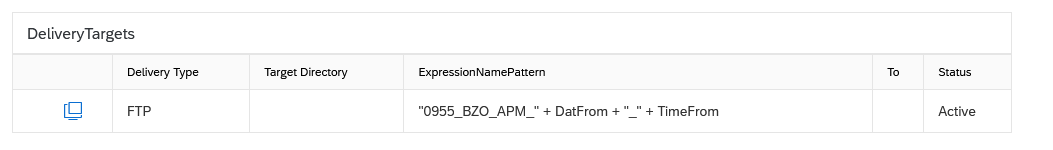 DeliveryTargets
Delivery Type Target Directory ExpressionNamePattern To Status
FTP "0955_BZO_APM_" + DatFrom + "_" + TimeFrom Active